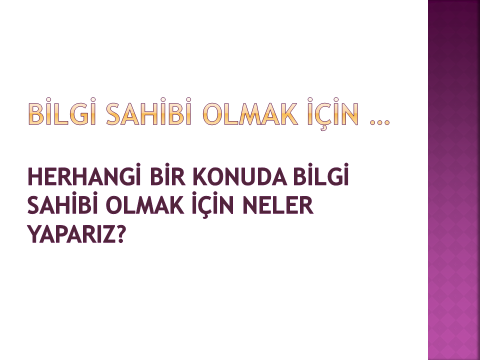 BİLGİ SAHİBİ OLMAK İÇİN ...
HERHANGİ BİR KONUDA BİLGİ
SAHİBİ OLMAK İÇİN NELER
YAPARIZ?